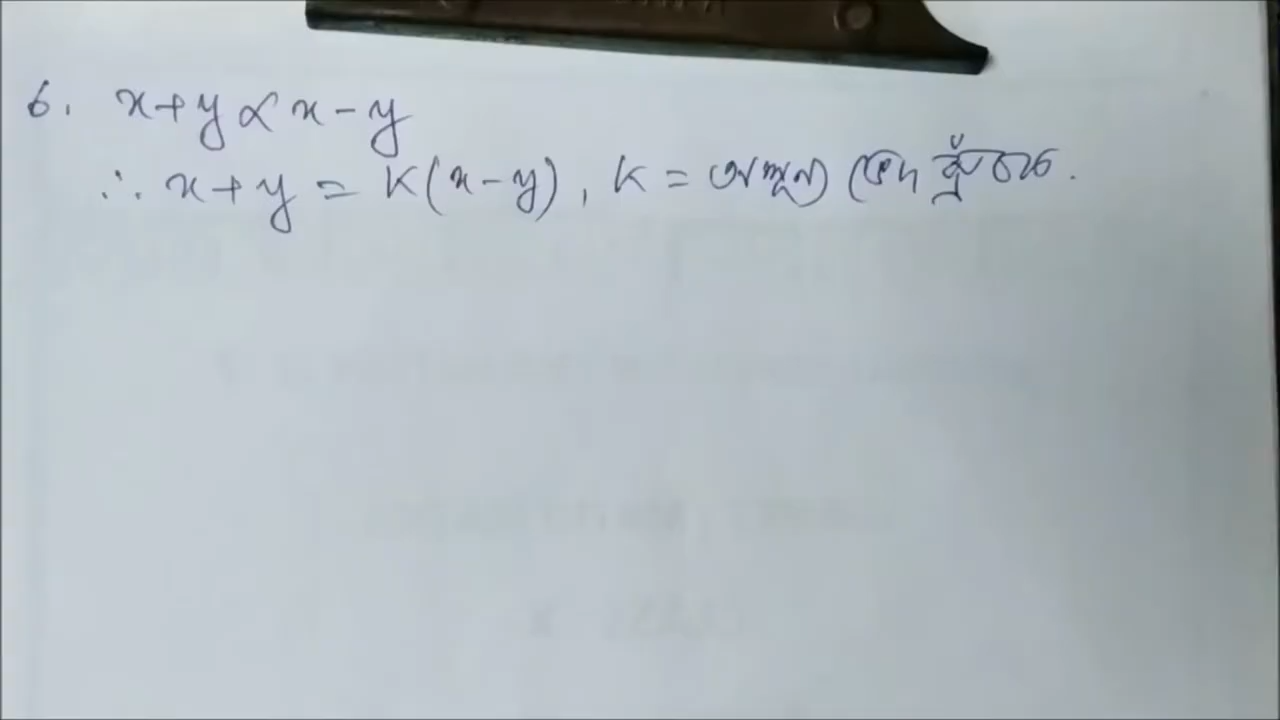 6. x+y∝x-y
∴ x+y = K(x-y), K = অশূন্য ভেদ ধ্রুবক.